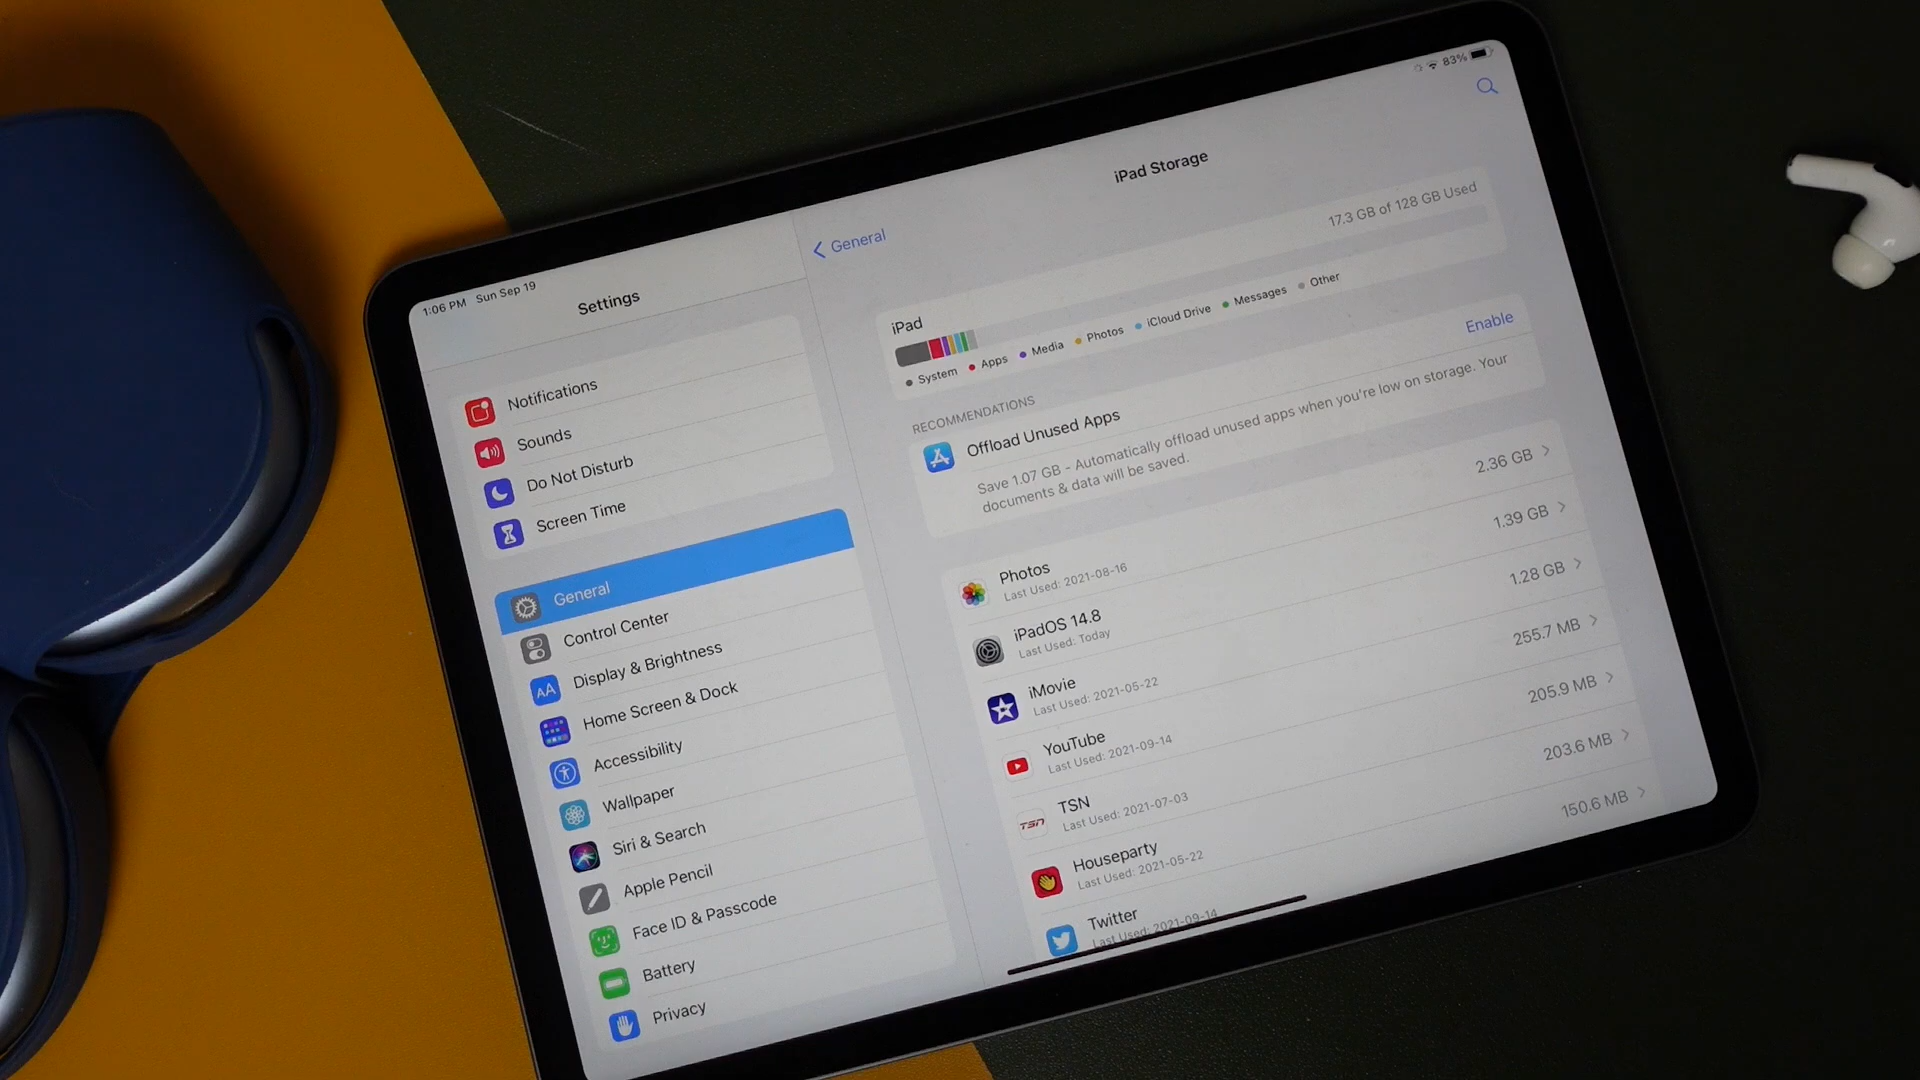 1:06 PM Sun Sep 19
83%
Settings
Notifications
Sounds
Do Not Disturb
Screen Time
General
Control Center
AA
Display & Brightness
Home Screen & Dock
Accessibility
Wallpaper
Siri & Search
Apple Pencil
Face ID & Passcode
Battery
Privacy
General
iPad Storage
iPad
17.3 GB of 128 GB Used
System Apps Media Photos iCloud Drive Messages Other
RECOMMENDATIONS
Offload Unused Apps
Enable
Save 1.07 GB - Automatically offload unused apps when you're low on storage. Your
documents & data will be saved.
Photos
Last Used: 2021-08-16
2.36 GB
iPadOS 14.8
Last Used: Today
1.39 GB
iMovie
Last Used: 2021-05-22
1.28 GB
YouTube
Last Used: 2021-09-14
255.7 MB
TSN
TSN
Last Used: 2021-07-03
205.9 MB
Houseparty
Last Used: 2021-05-22
203.6 MB
Twitter
Last Used: 2021-09-14
150.6 MB